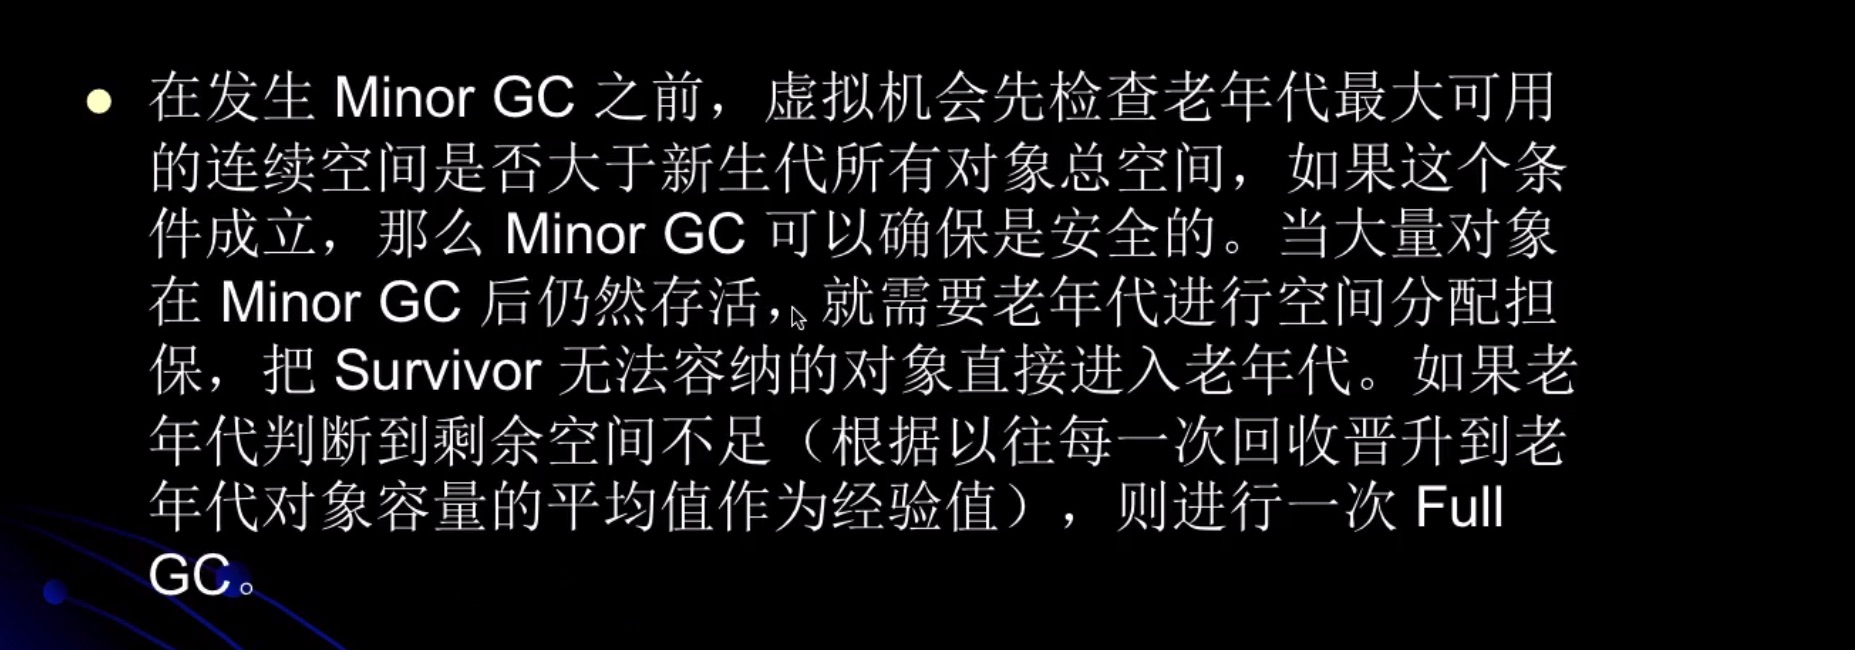 在发生 Minor GC 之前，虚拟机会先检查老年代最大可用
的连续空间是否大于新生代所有对象总空间，如果这个条
件成立，那么 Minor GC 可以确保是安全的。当大量对象
在 Minor GC 后仍然存活，就需要老年代进行空间分配担
保，把 Survivor 无法容纳的对象直接进入老年代。如果老
年代判断到剩余空间不足（根据以往每一次回收晋升到老
年代对象容量的平均值作为经验值），则进行一次 Full
GC。